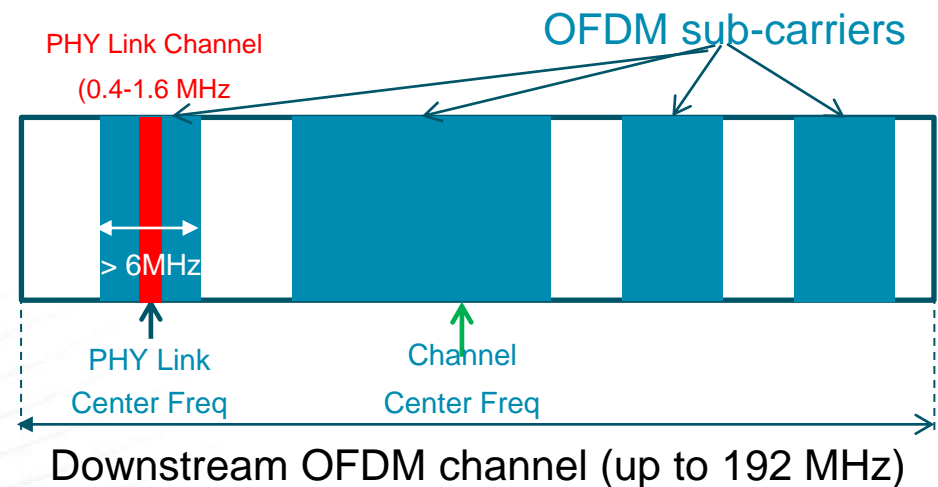 OFDM sub-carriers
PHY Link Channel
(0.4-1.6 MHz
> 6MHz
PHY Link
Center Freq
Channel
Center Freq
Downstream OFDM channel (up to 192 MHz)